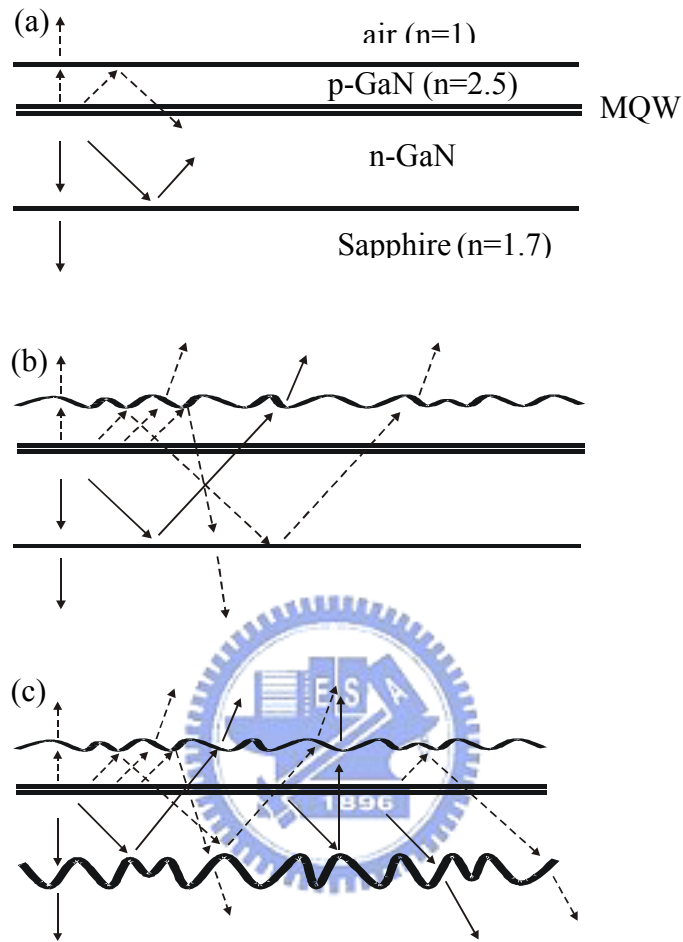 (a)
air (n=1)
p-GaN (n=2.5)
MQW
n-GaN
Sapphire (n=1.7)
(b)
(c)
E S A
1896